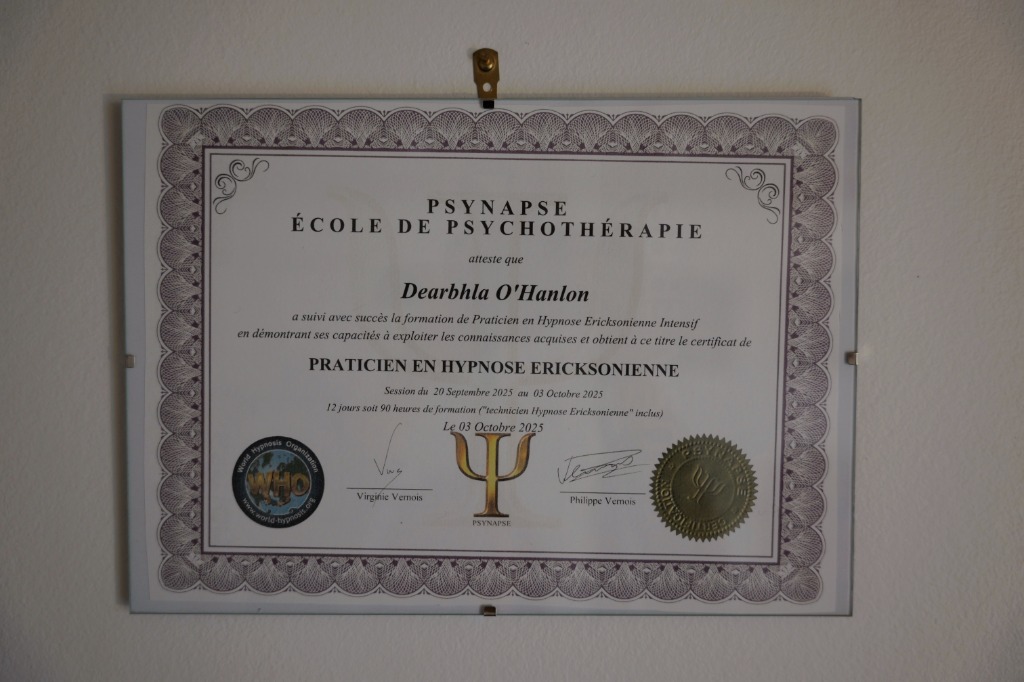 PSYNAPSE
ÉCOLE DE PSYCHOTHÉRAPIE
atteste que
Dearbhla O'Hanlon
a suivi avec succès la formation de Praticien en Hypnose Ericksonienne Intensif
en démontrant ses capacités à exploiter les connaissances acquises et obtient à ce titre le certificat de
PRATICIEN EN HYPNOSE ERICKSONIENNE
Session du 20 Septembre 2025 au 03 Octobre 2025
12 jours soit 90 heures de formation ("technicien Hypnose Ericksonienne" inclus)
Le 03 Octobre 2025
World Hypnosis Organization
WHO
www.world-hypnosis.org
Virginie Vernois
PSYNAPSE
Philippe Vernois
PSYNAPSE